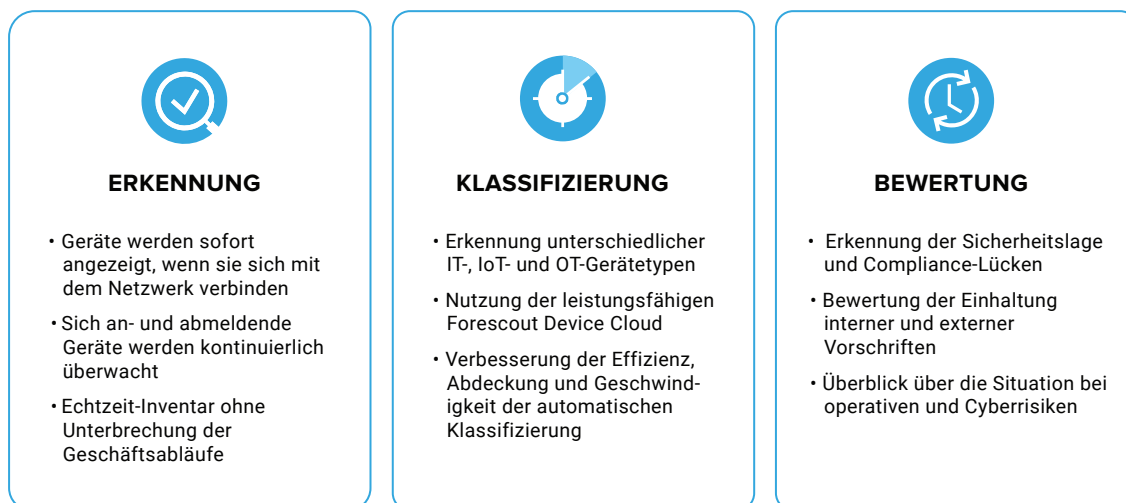 ERKENNUNG
• Geräte werden sofort
angezeigt, wenn sie sich mit
dem Netzwerk verbinden
• Sich an- und abmeldende
Geräte werden kontinuierlich
überwacht
• Echtzeit-Inventar ohne
Unterbrechung der
Geschäftsabläufe
KLASSIFIZIERUNG
• Erkennung unterschiedlicher
IT-, IoT- und OT-Gerätetypen
• Nutzung der leistungsfähigen
Forescout Device Cloud
• Verbesserung der Effizienz,
Abdeckung und Geschwind-
igkeit der automatischen
Klassifizierung
BEWERTUNG
• Erkennung der Sicherheitslage
und Compliance-Lücken
• Bewertung der Einhaltung
interner und externer
Vorschriften
• Überblick über die Situation bei
operativen und Cyberrisiken